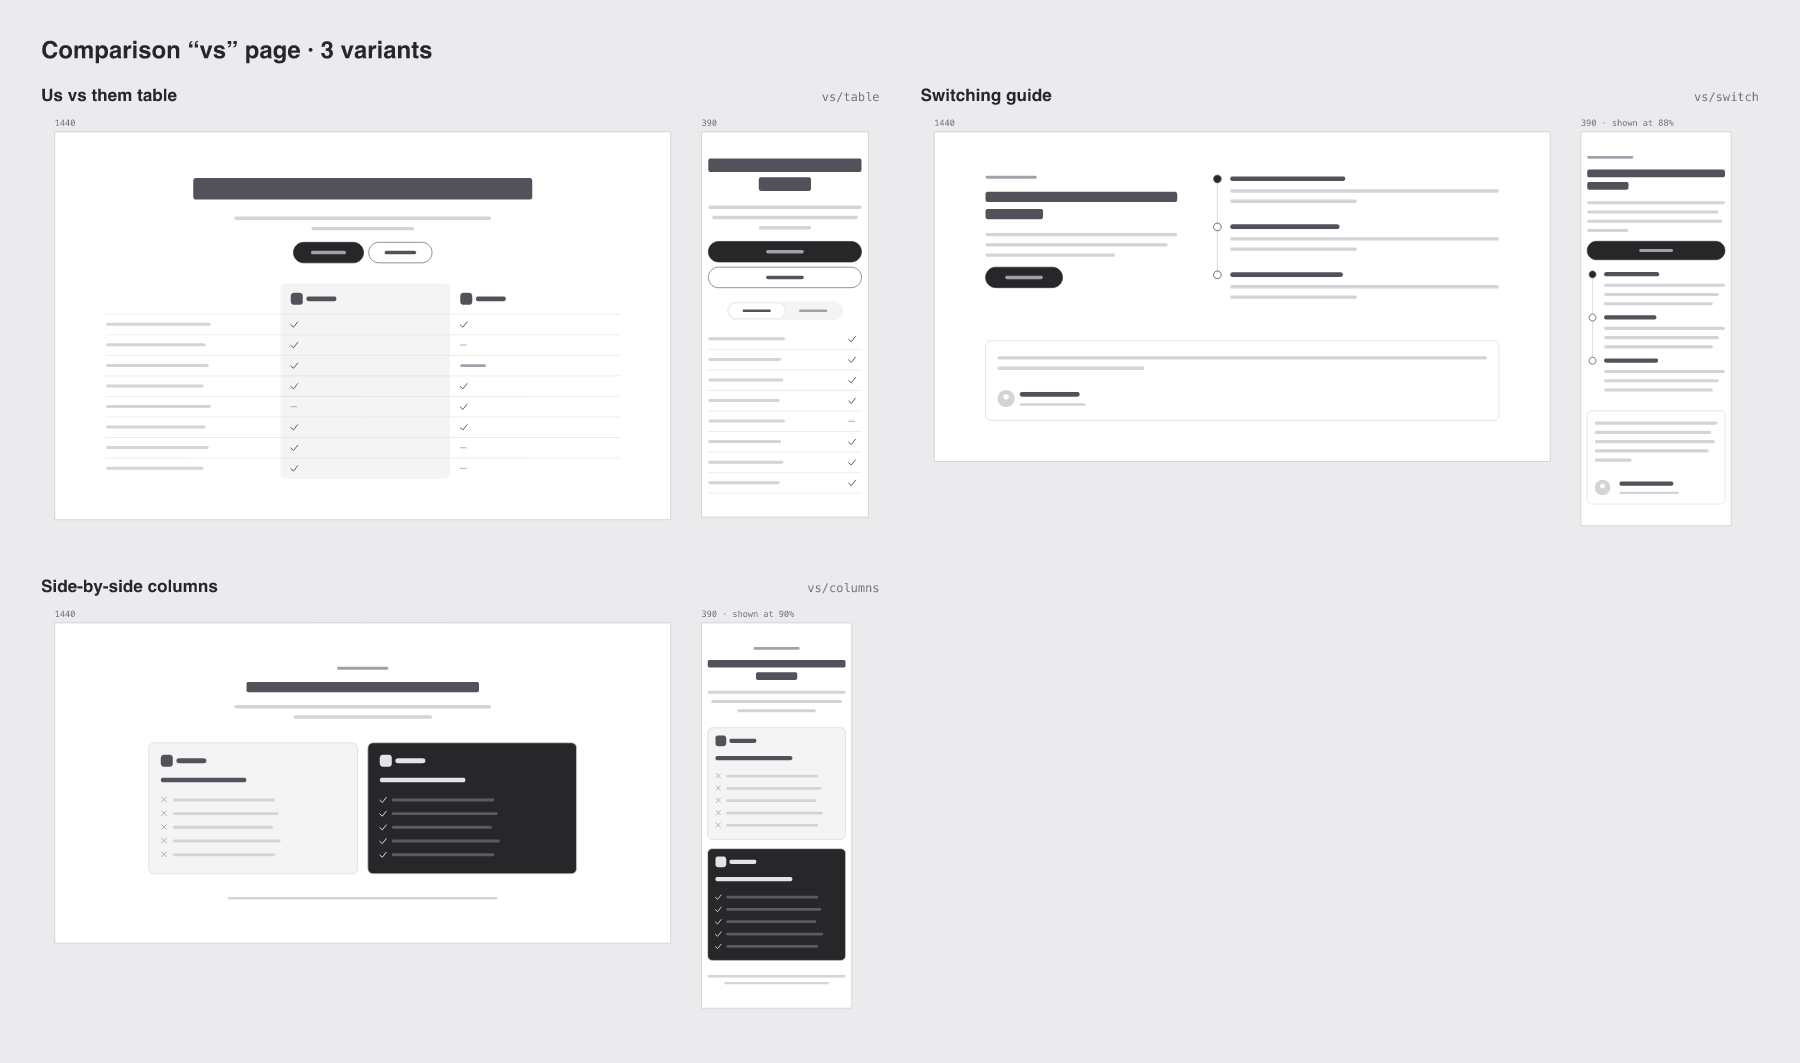 Comparison “vs” page · 3 variants
Us vs them table
vs/table
1440
390
Switching guide
vs/switch
1440
390 · shown at 88%
Side-by-side columns
vs/columns
1440
390 · shown at 90%